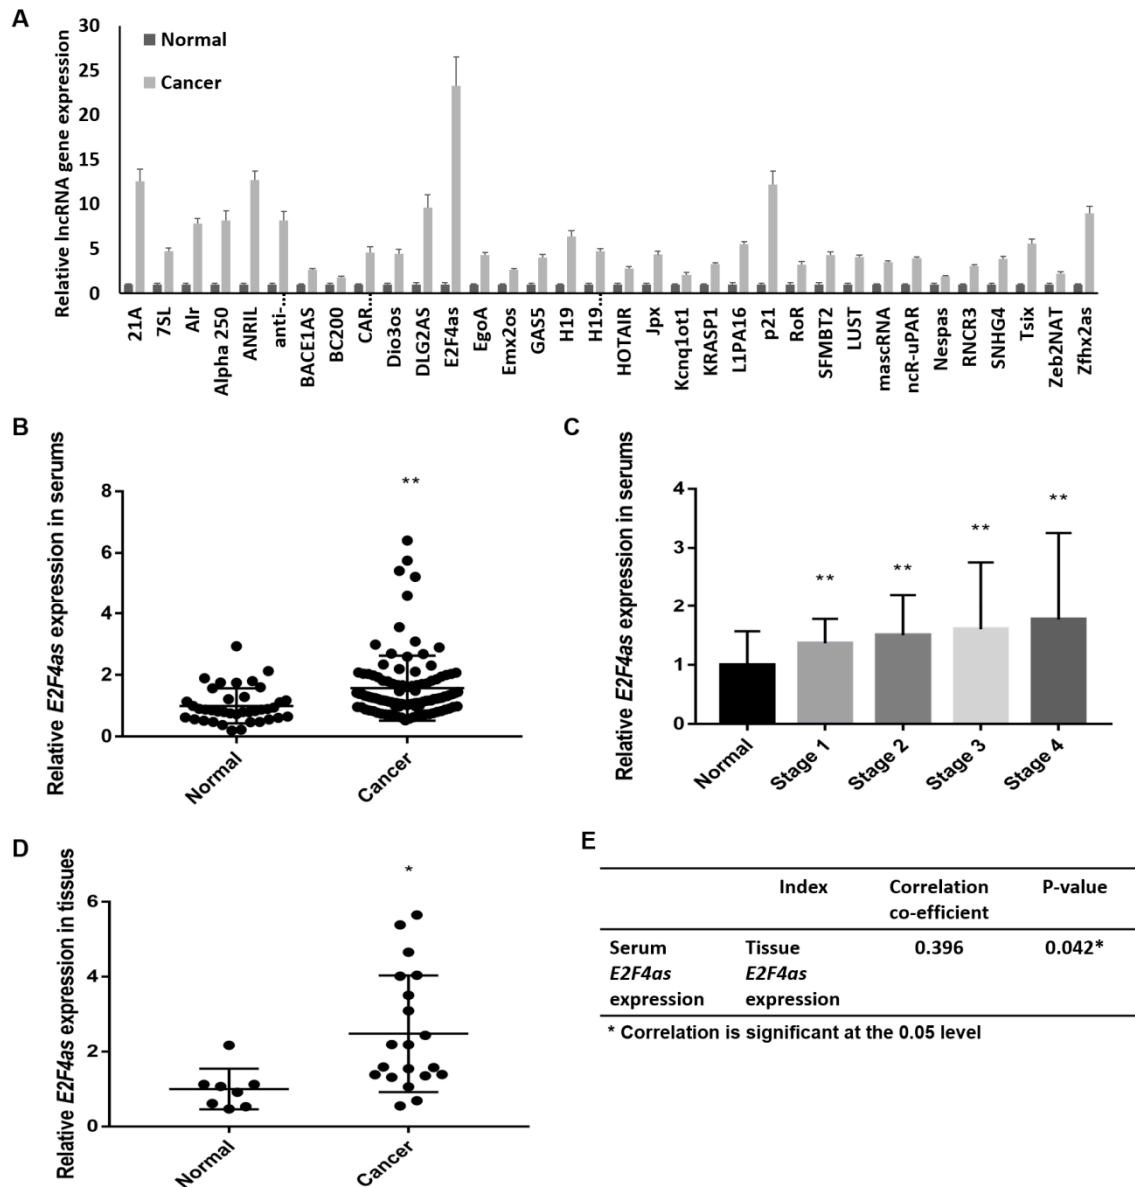 A
Relative lncRNA gene expression
30
25
20
15
10
5
0
Normal
Cancer
21A
7SL
Alr
Alpha 250
ANRIL
anti-...
BACE1AS
BC200
CAR...
Dio3os
DLG2AS
E2F4as
EgoA
Emx2os
GAS5
H19
H19...
HOTAIR
Jpx
Kcnq1ot1
KRASP1
L1PA16
p21
RoR
SFMBT2
LUST
mascRNA
ncR-uPAR
Nespas
RNCR3
SNHG4
Tsix
Zeb2NAT
Zfhx2as
B
Relative E2F4as expression in serums
8
6
4
2
0
**
Normal
Cancer
C
Relative E2F4as expression in serums
4
3
2
1
0
**
**
**
**
Normal
Stage 1
Stage 2
Stage 3
Stage 4
D
Relative E2F4as expression in tissues
6
4
2
0
*
Normal
Cancer
E
Index Correlation P-value
co-efficient
Serum Tissue 0.396 0.042*
E2F4as E2F4as
expression expression
* Correlation is significant at the 0.05 level